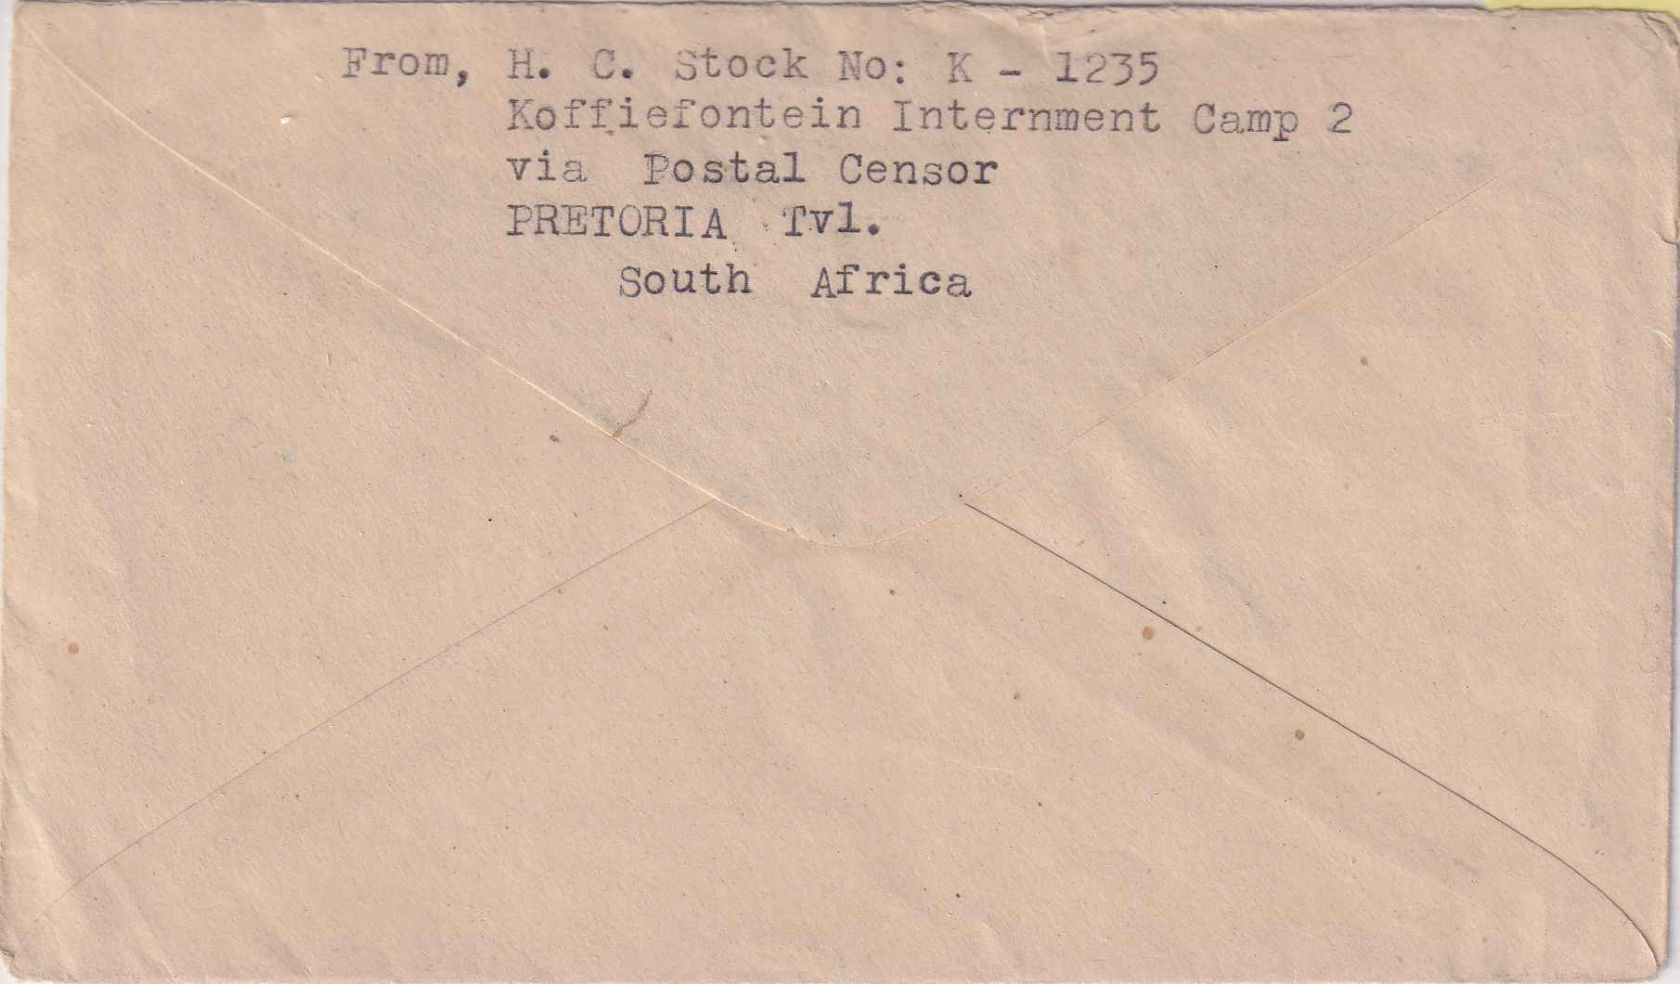 From, H. C. Stock No: K - 1235
Koffiefontein Internment Camp 2
via Postal Censor
PRETORIA Tvl.
South Africa